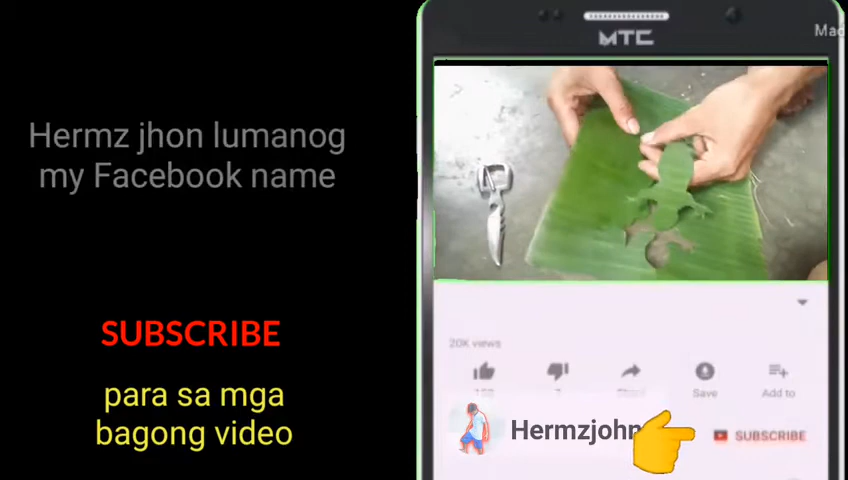 Hermz jhon lumanog
my Facebook name
SUBSCRIBE
para sa mga
bagong video
MTC
Mad
20K views
Save
Add to
Hermzjohn
SUBSCRIBE